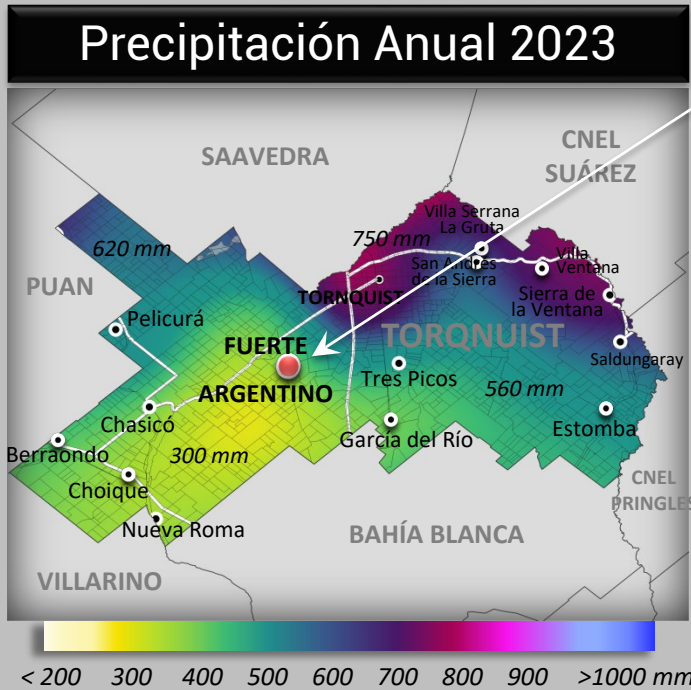 Precipitación Anual 2023
CNEL
SUÁREZ
SAAVEDRA
Villa Serrana
La Gruta
750 mm
620 mm
San Andres
de la Sierra
Villa
Ventana
PUAN
TORNQUIST
Sierra de
la Ventana
Pelicurá
TORQNUIST
FUERTE
ARGENTINO
Saldungaray
Tres Picos
560 mm
Chasicó
Estomba
García del Río
Berraondo
300 mm
CNEL
PRINGLES
Choique
Nueva Roma
BAHÍA BLANCA
VILLARINO
< 200 300 400 500 600 700 800 900 >1000 mm